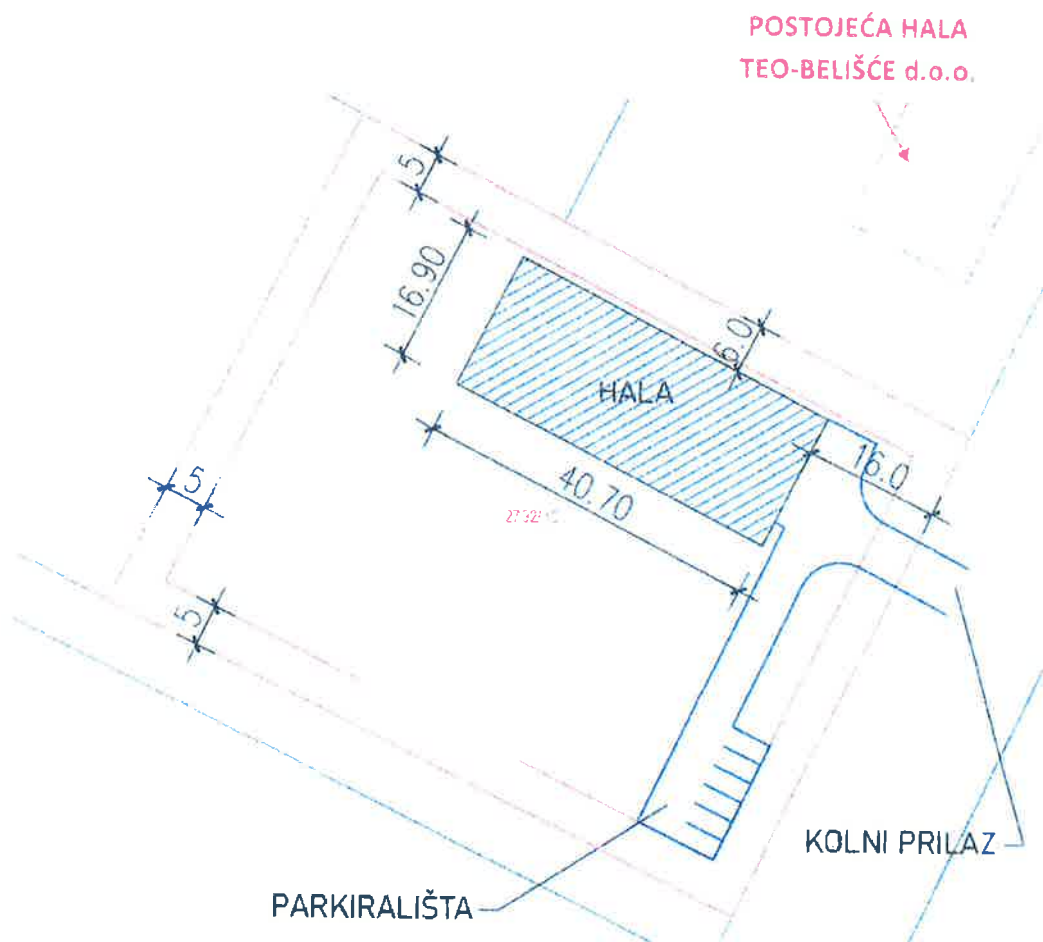 POSTOJEĆA HALA
TEO-BELIŠĆE d.o.o.
5
16.90
6.0
HALA
16.0
40.70
5
5
KOLNI PRILAZ
PARKIRALIŠTA